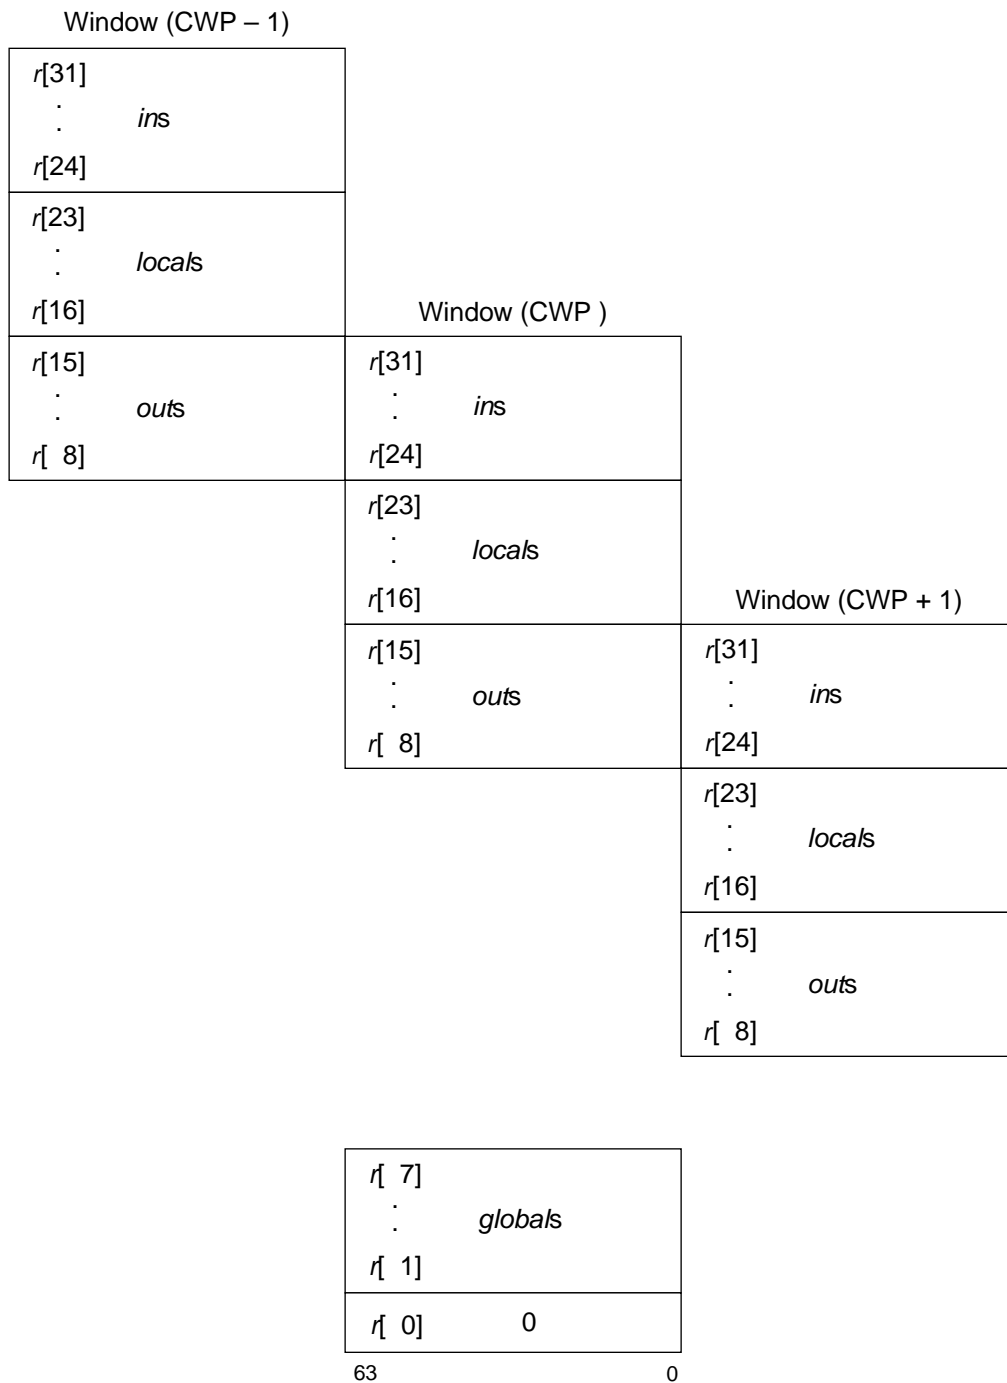 Window (CWP – 1)
r[31]
.
. ins
r[24]
r[23]
.
. locals
r[16]
Window (CWP )
r[15]
.
. outs
r[ 8]
r[31]
.
. ins
r[24]
r[23]
.
. locals
r[16]
Window (CWP + 1)
r[15]
.
. outs
r[ 8]
r[31]
.
. ins
r[24]
r[23]
.
. locals
r[16]
r[15]
.
. outs
r[ 8]
r[ 7]
.
. globals
r[ 1]
r[ 0] 0
63 0